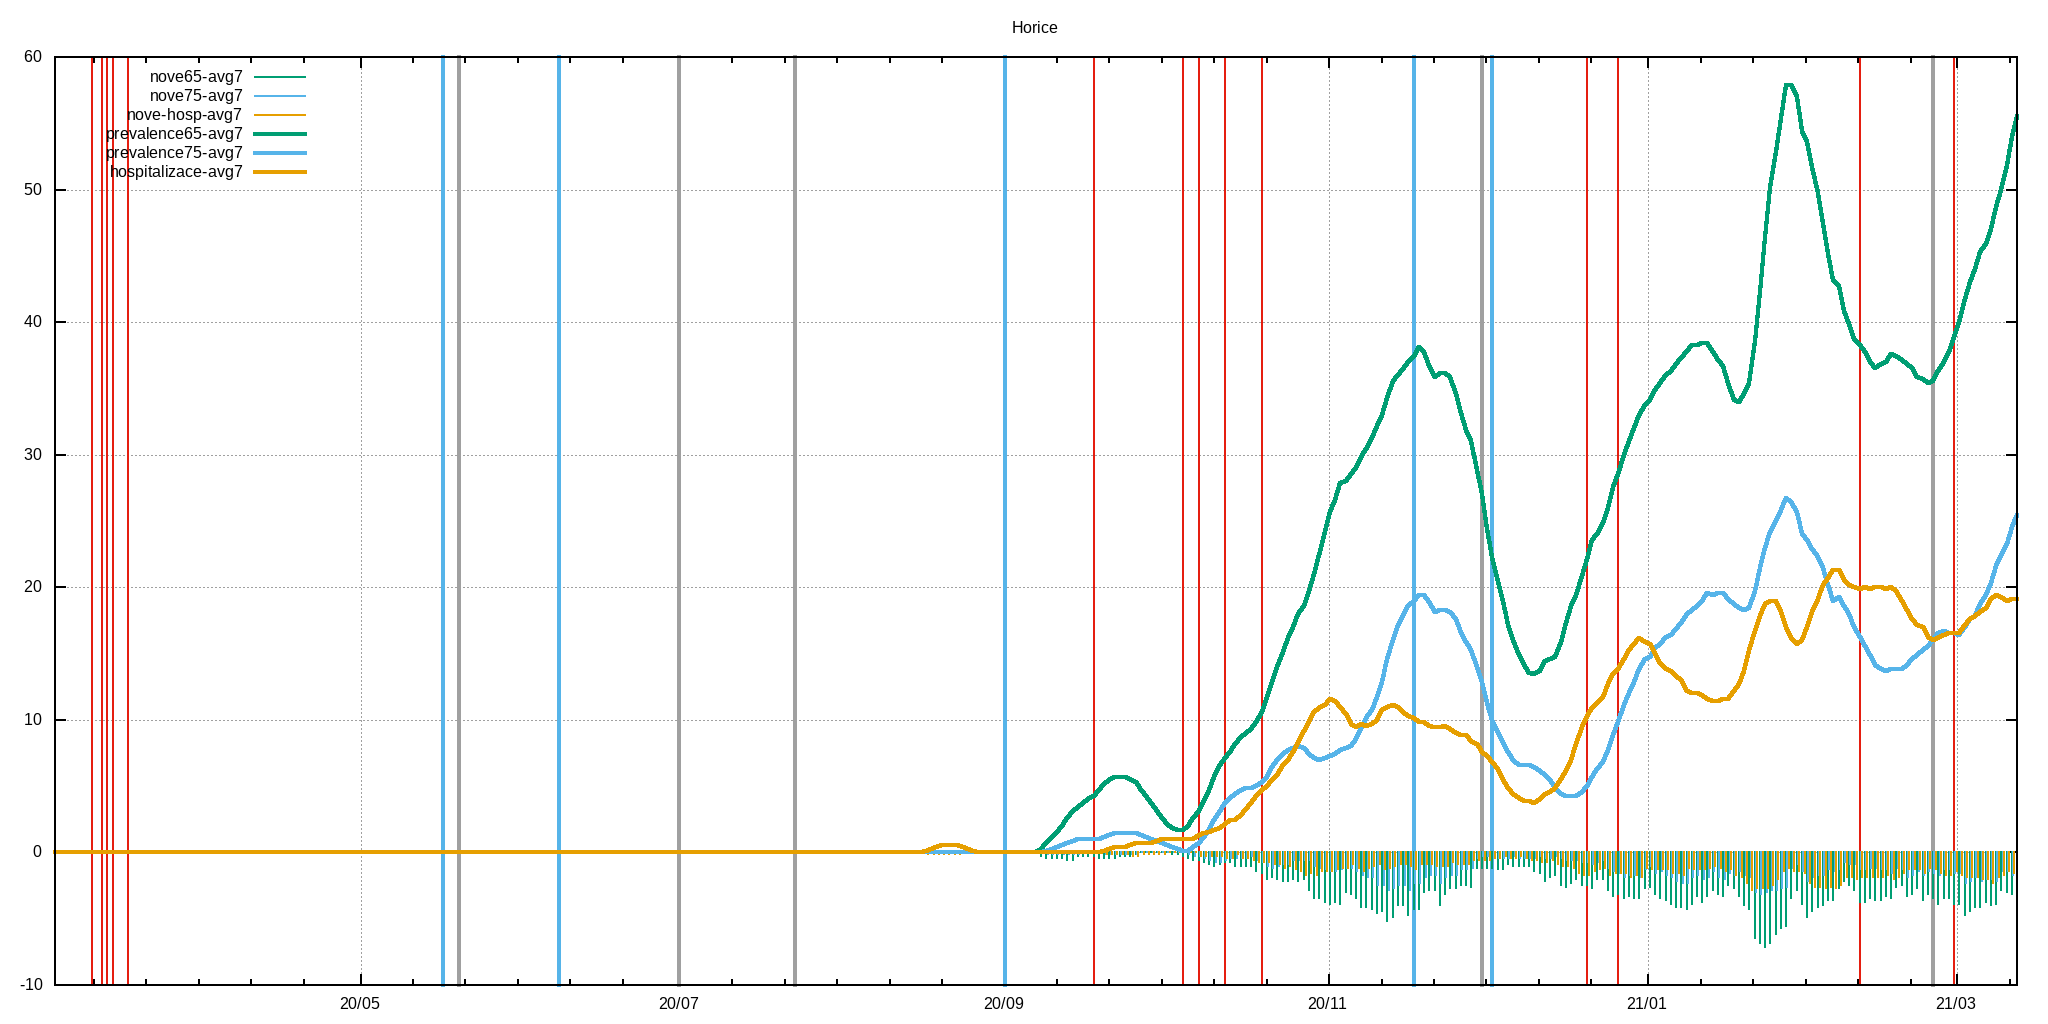 Horice
60
50
40
30
20
10
0
-10
nove65-avg7
nove75-avg7
nove-hosp-avg7
prevalence65-avg7
prevalence75-avg7
hospitalizace-avg7
20/05 20/07 20/09 20/11 21/01 21/03